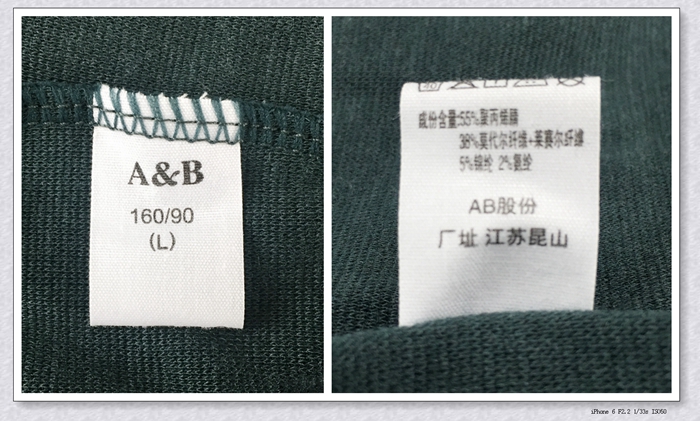 A&B
160/90
(L)
40
成份含量:55%聚丙烯腈
38%莫代尔纤维+莱赛尔纤维
5%锦纶 2%氨纶
AB股份
厂址 江苏昆山
iPhone 6 F2.2 1/33s ISO50